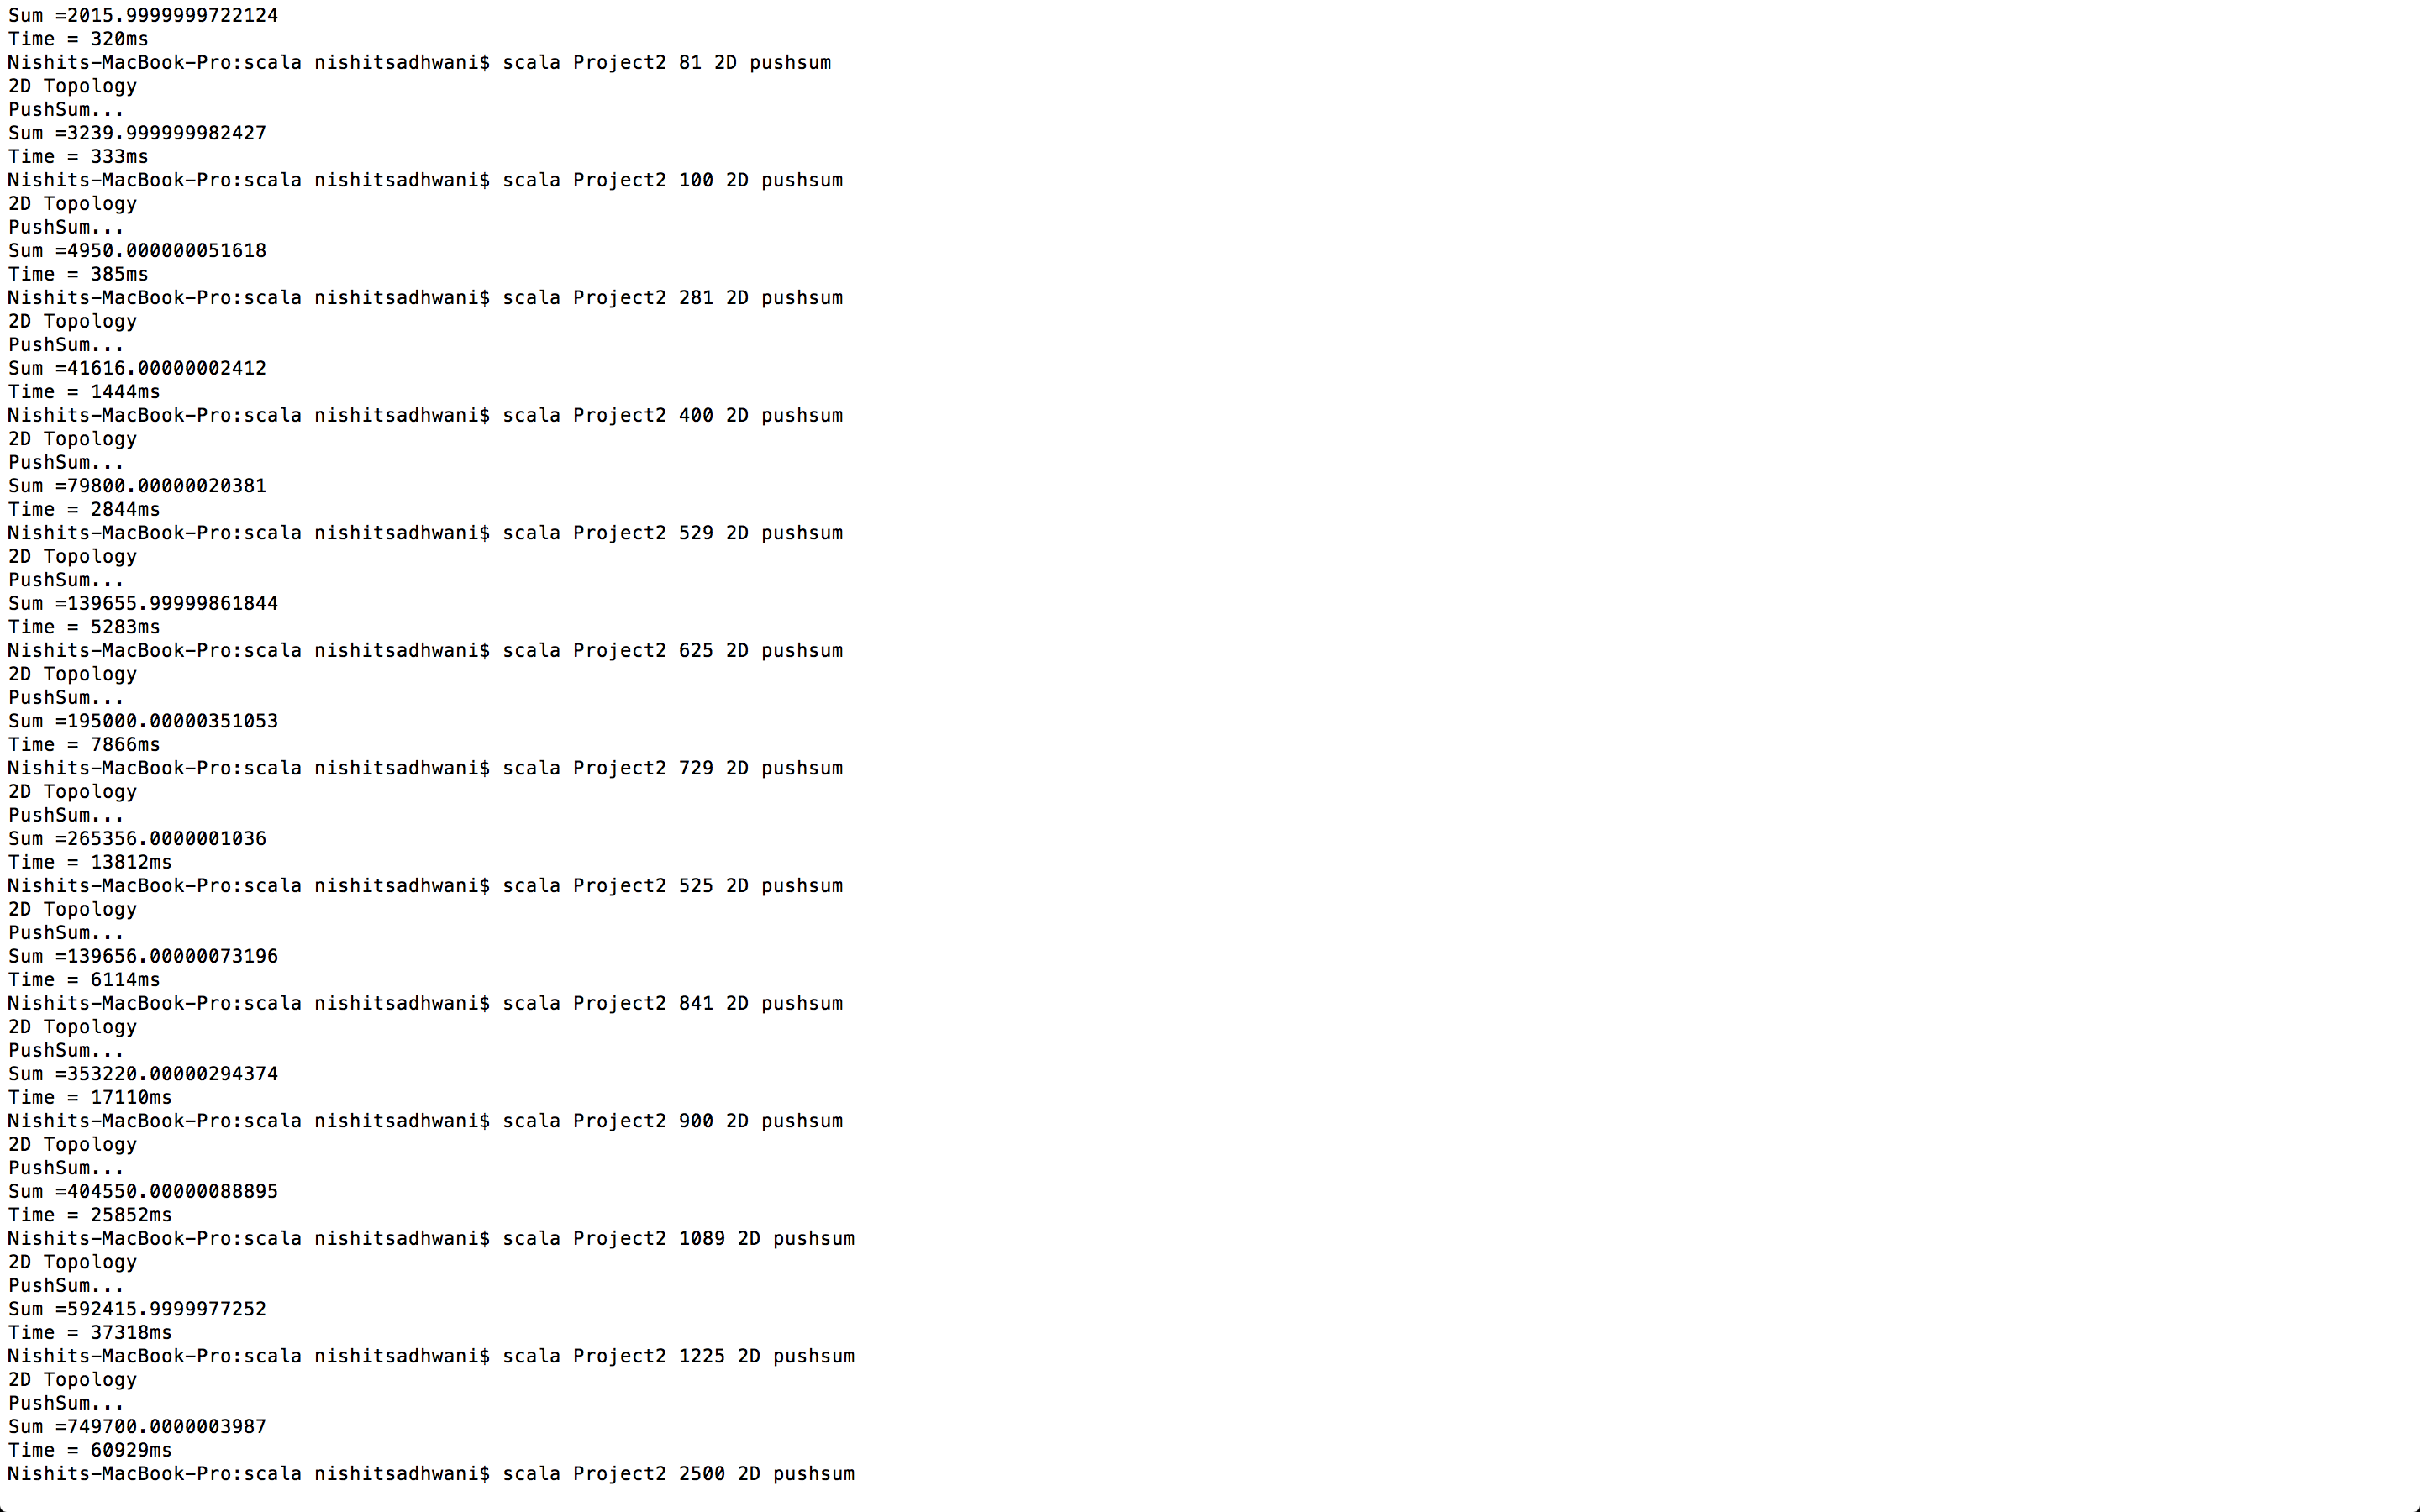 Sum =2015.9999999722124
Time = 320ms
Nishits-MacBook-Pro:scala nishitsadhwani$ scala Project2 81 2D pushsum
2D Topology
PushSum...
Sum =3239.999999982427
Time = 333ms
Nishits-MacBook-Pro:scala nishitsadhwani$ scala Project2 100 2D pushsum
2D Topology
PushSum...
Sum =4950.000000051618
Time = 385ms
Nishits-MacBook-Pro:scala nishitsadhwani$ scala Project2 281 2D pushsum
2D Topology
PushSum...
Sum =41616.00000002412
Time = 1444ms
Nishits-MacBook-Pro:scala nishitsadhwani$ scala Project2 400 2D pushsum
2D Topology
PushSum...
Sum =79800.00000020381
Time = 2844ms
Nishits-MacBook-Pro:scala nishitsadhwani$ scala Project2 529 2D pushsum
2D Topology
PushSum...
Sum =139655.99999861844
Time = 5283ms
Nishits-MacBook-Pro:scala nishitsadhwani$ scala Project2 625 2D pushsum
2D Topology
PushSum...
Sum =195000.00000351053
Time = 7866ms
Nishits-MacBook-Pro:scala nishitsadhwani$ scala Project2 729 2D pushsum
2D Topology
PushSum...
Sum =265356.0000001036
Time = 13812ms
Nishits-MacBook-Pro:scala nishitsadhwani$ scala Project2 525 2D pushsum
2D Topology
PushSum...
Sum =139656.00000073196
Time = 6114ms
Nishits-MacBook-Pro:scala nishitsadhwani$ scala Project2 841 2D pushsum
2D Topology
PushSum...
Sum =353220.00000294374
Time = 17110ms
Nishits-MacBook-Pro:scala nishitsadhwani$ scala Project2 900 2D pushsum
2D Topology
PushSum...
Sum =404550.00000088895
Time = 25852ms
Nishits-MacBook-Pro:scala nishitsadhwani$ scala Project2 1089 2D pushsum
2D Topology
PushSum...
Sum =592415.9999977252
Time = 37318ms
Nishits-MacBook-Pro:scala nishitsadhwani$ scala Project2 1225 2D pushsum
2D Topology
PushSum...
Sum =749700.0000003987
Time = 60929ms
Nishits-MacBook-Pro:scala nishitsadhwani$ scala Project2 2500 2D pushsum